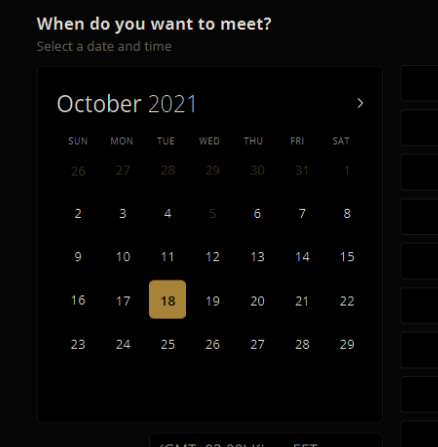 When do you want to meet?
Select a date and time
October 2021
SUN MON TUE WED THU FRI SAT
26 27 28 29 30 31 1
2 3 4 5 6 7 8
9 10 11 12 13 14 15
16 17 18 19 20 21 22
23 24 25 26 27 28 29